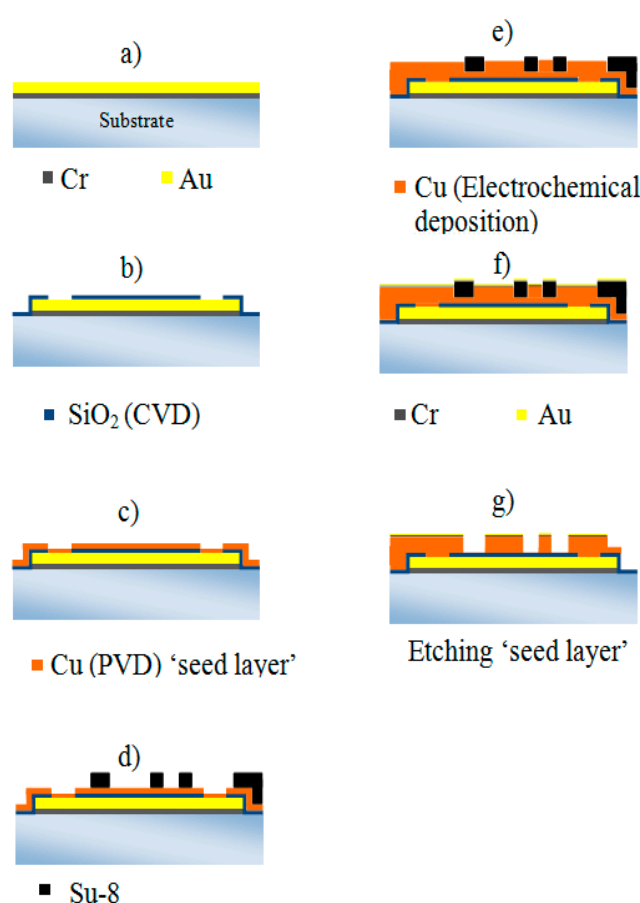 a)
Substrate
Cr Au
b)
SiO₂ (CVD)
c)
Cu (PVD) ‘seed layer’
d)
Su-8
e)
Cu (Electrochemical
deposition)
f)
Cr Au
g)
Etching ‘seed layer’